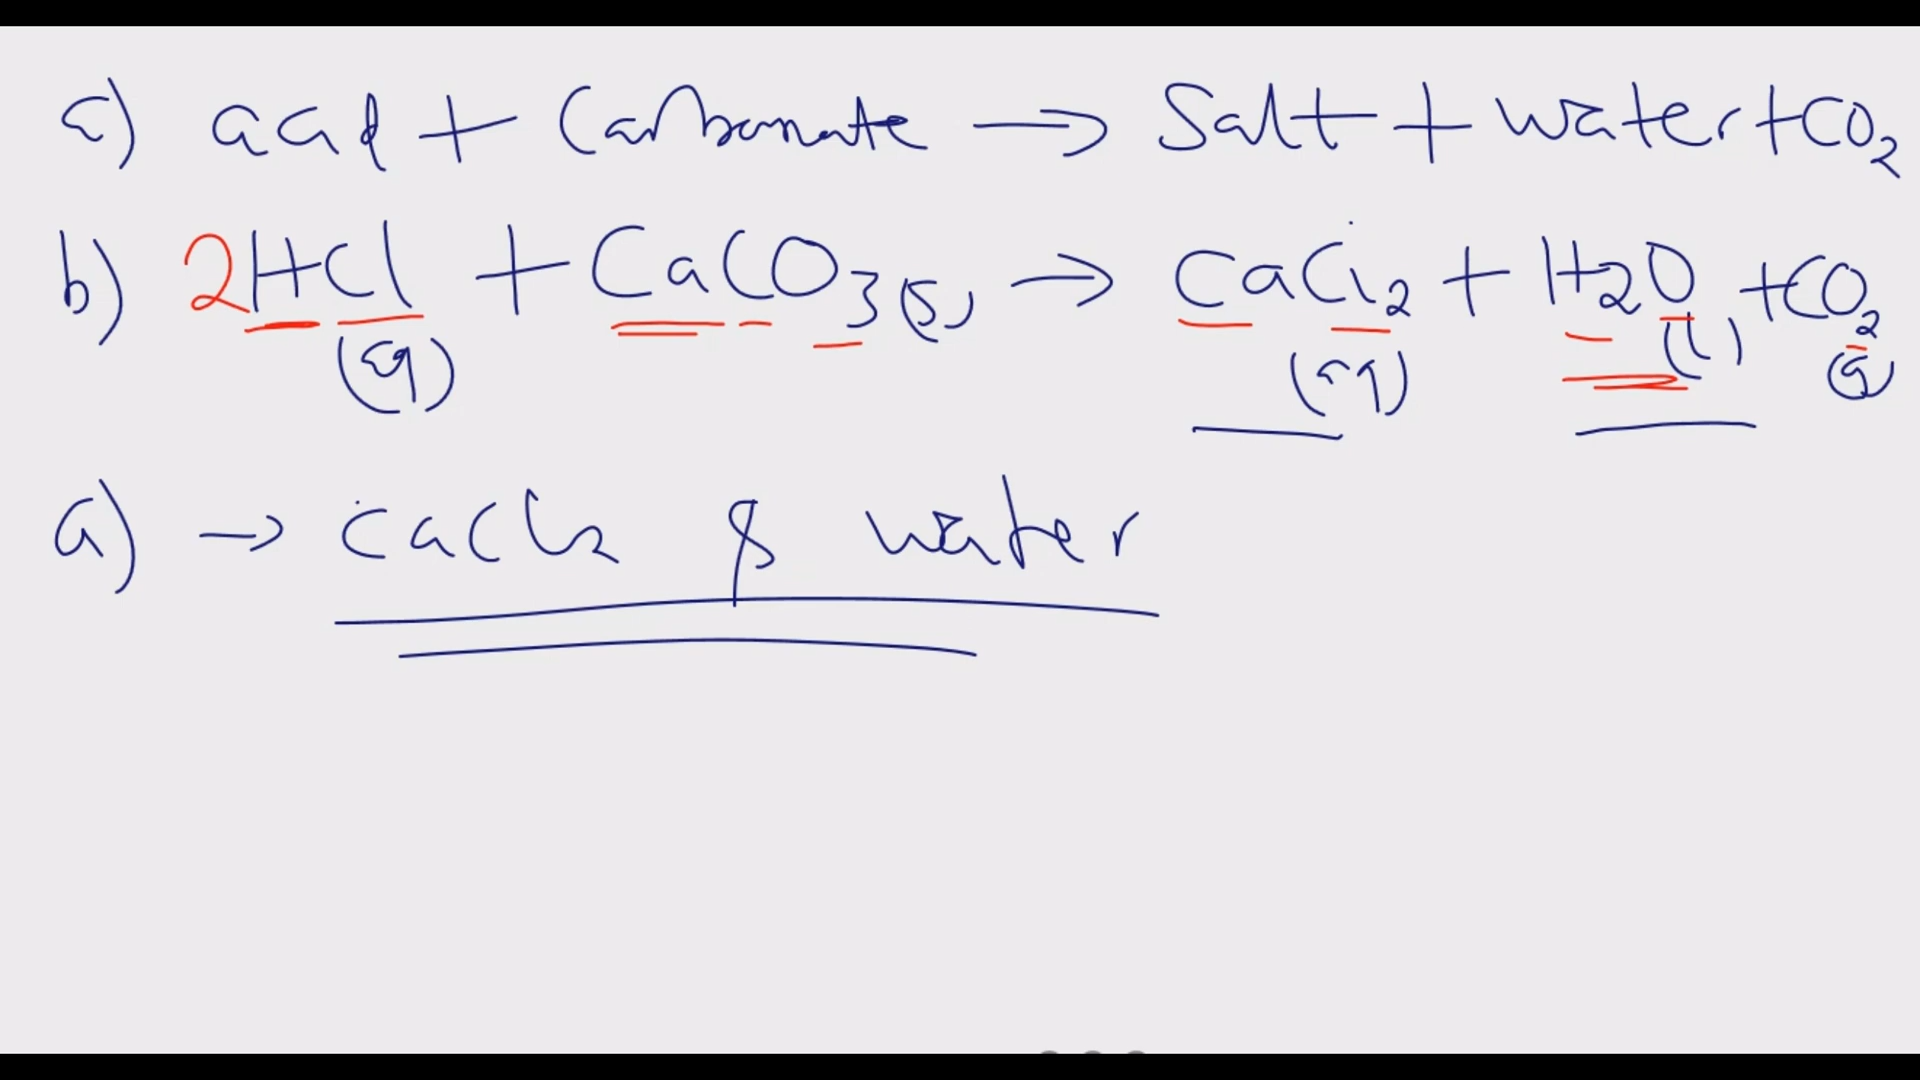 a) acid + Carbonate → Salt + water + CO₂
b) 2HCl (aq) + CaCO₃(s) → CaCl₂ (aq) + H₂O (l) + CO₂ (g)
a) → CaCl₂ & water